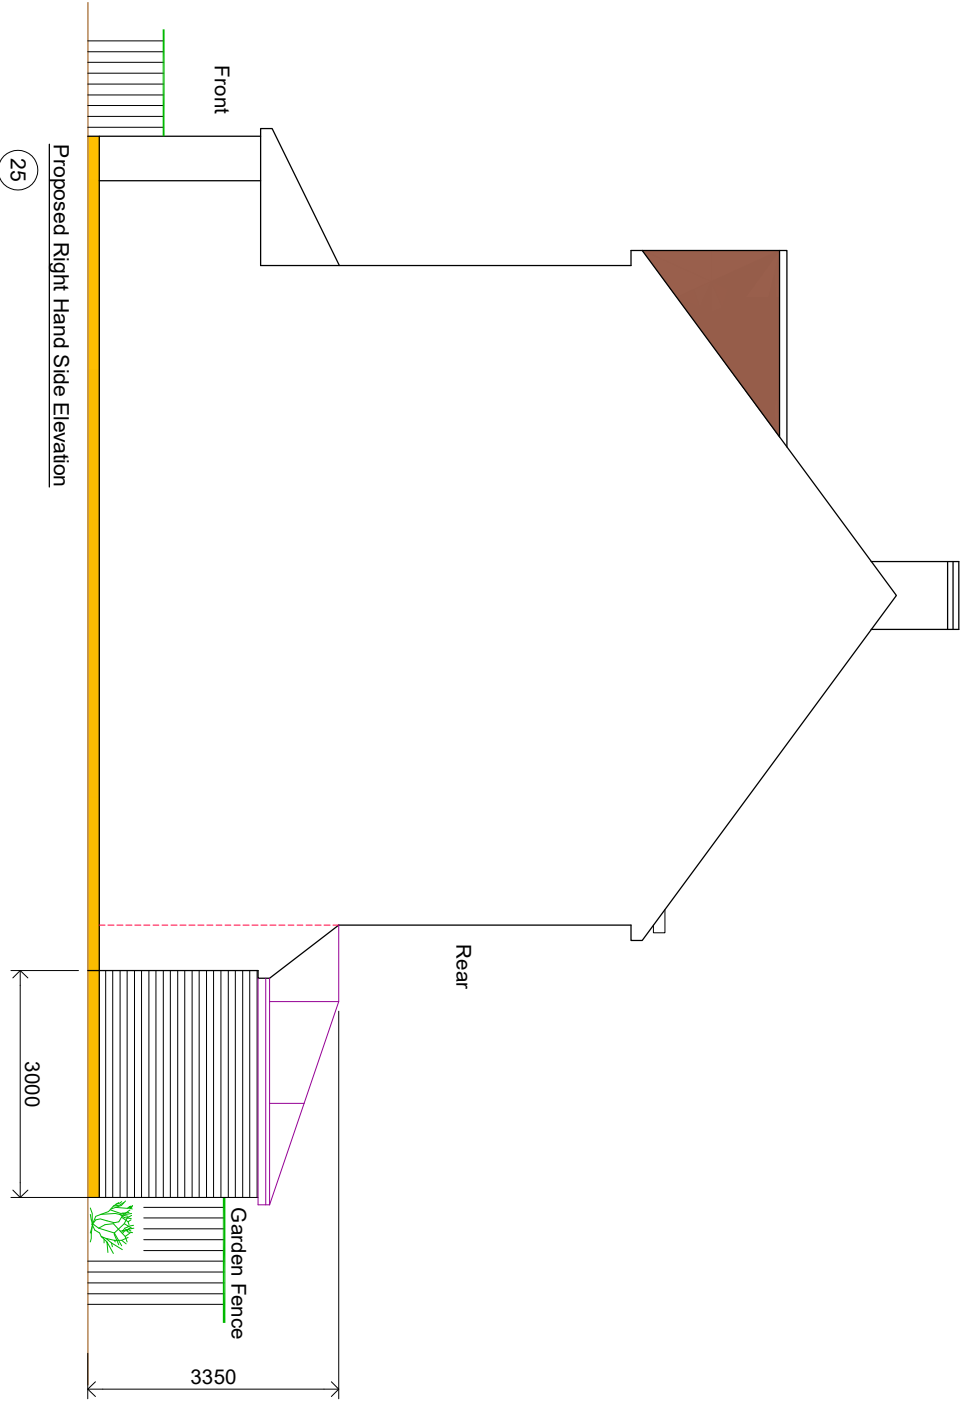 Front
Rear
Garden Fence
3000
3350
Proposed Right Hand Side Elevation
25